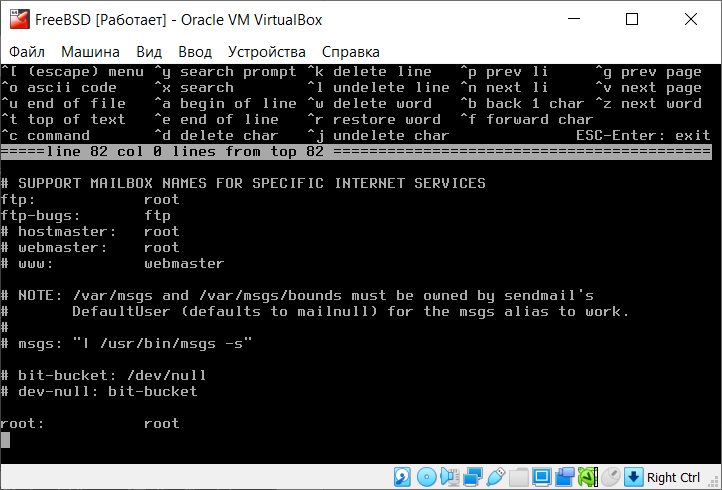 FreeBSD [Работает] - Oracle VM VirtualBox
Файл Машина Вид Ввод Устройства Справка
^[ (escape) menu ^y search prompt ^k delete line ^p prev li ^g prev page
^o ascii code ^x search ^l undelete line ^n next li ^v next page
^u end of file ^a begin of line ^w delete word ^b back 1 char ^z next word
^t top of text ^e end of line ^r restore word ^f forward char
^c command ^d delete char ^j undelete char ESC-Enter: exit
=====line 82 col 0 lines from top 82 ==========================================
# SUPPORT MAILBOX NAMES FOR SPECIFIC INTERNET SERVICES
ftp: root
ftp-bugs: ftp
# hostmaster: root
# webmaster: root
# www: webmaster
# NOTE: /var/msgs and /var/msgs/bounds must be owned by sendmail's
# DefaultUser (defaults to mailnull) for the msgs alias to work.
#
# msgs: "| /usr/bin/msgs -s"
# bit-bucket: /dev/null
# dev-null: bit-bucket
root: root
Right Ctrl